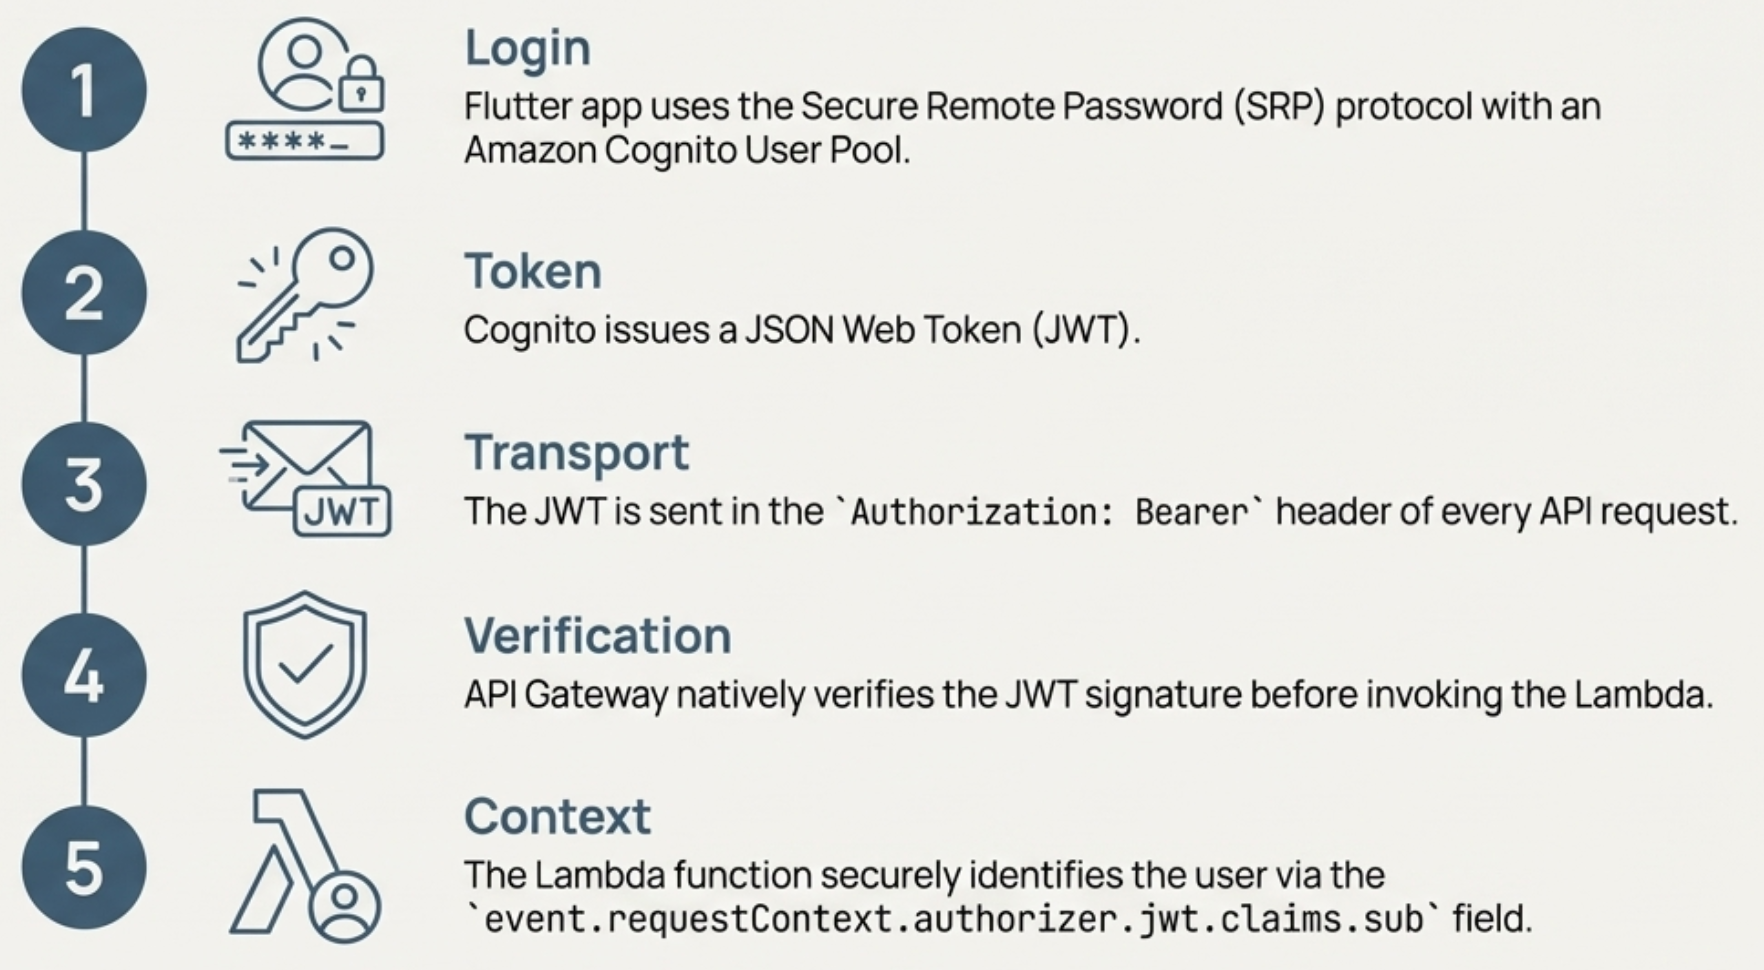 1
****_
Login
Flutter app uses the Secure Remote Password (SRP) protocol with an
Amazon Cognito User Pool.
2
Token
Cognito issues a JSON Web Token (JWT).
3
JWT
Transport
The JWT is sent in the `Authorization: Bearer` header of every API request.
4
Verification
API Gateway natively verifies the JWT signature before invoking the Lambda.
5
Context
The Lambda function securely identifies the user via the
`event.requestContext.authorizer.jwt.claims.sub` field.